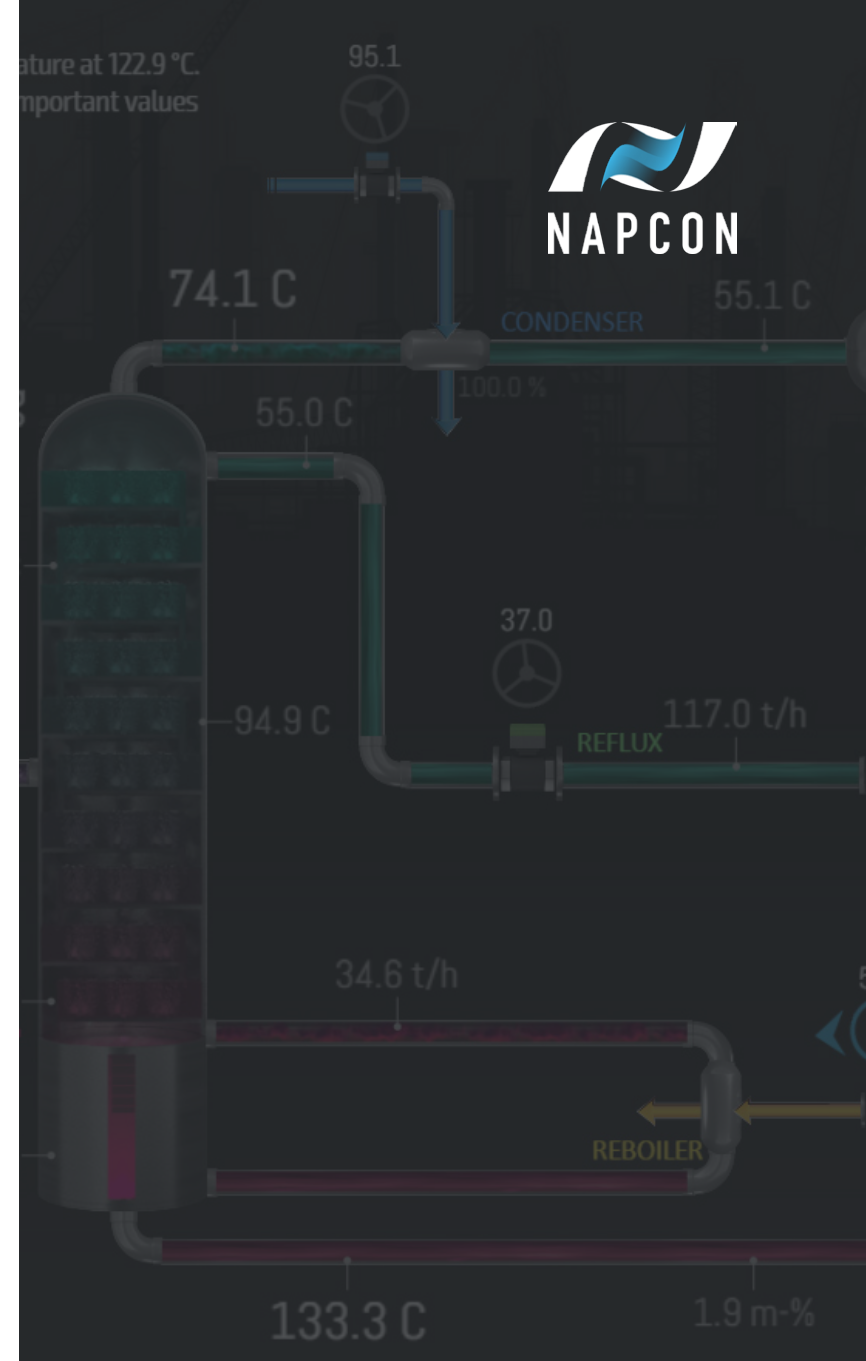 ature at 122.9 °C.
mportant values
95.1
NAPCON
74.1 C
55.1 C
CONDENSER
100.0 %
55.0 C
37.0
94.9 C
117.0 t/h
REFLUX
34.6 t/h
5
REBOILER
133.3 C
1.9 m-%